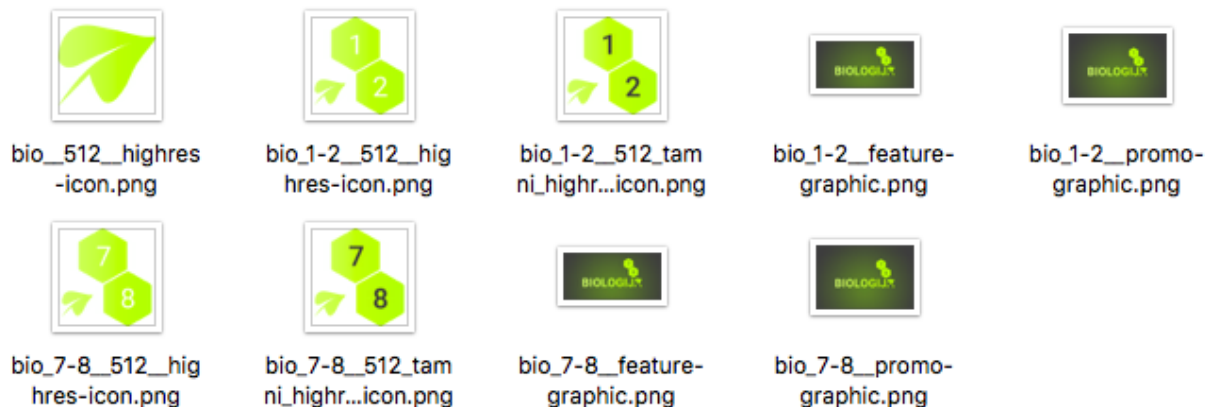 1
2
1
2
BIOLOGIJA
BIOLOGIJA
bio__512__highres
-icon.png
bio_1-2__512__hig
hres-icon.png
bio_1-2__512_tam
ni_highr...icon.png
bio_1-2__feature-
graphic.png
bio_1-2__promo-
graphic.png
7
8
7
8
BIOLOGIJA
BIOLOGIJA
bio_7-8__512__hig
hres-icon.png
bio_7-8__512_tam
ni_highr...icon.png
bio_7-8__feature-
graphic.png
bio_7-8__promo-
graphic.png